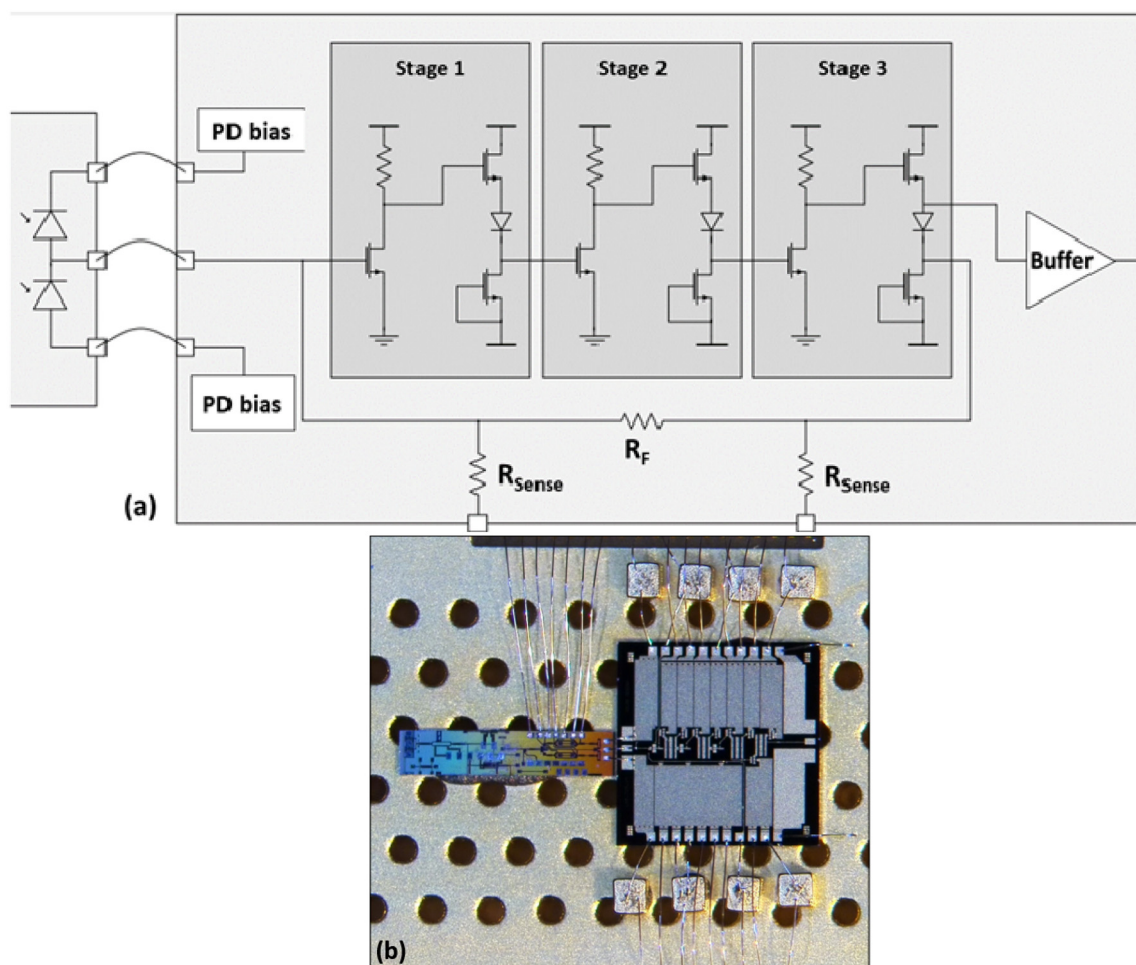 Stage 1
Stage 2
Stage 3
PD bias
Buffer
PD bias
R_F
R_Sense
R_Sense
(a)
(b)